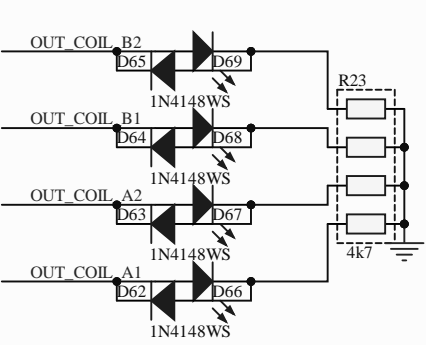 OUT_COIL_B2
D65 D69
R23
1N4148WS
OUT_COIL_B1
D64 D68
1N4148WS
OUT_COIL_A2
D63 D67
1N4148WS
4k7
OUT_COIL_A1
D62 D66
1N4148WS